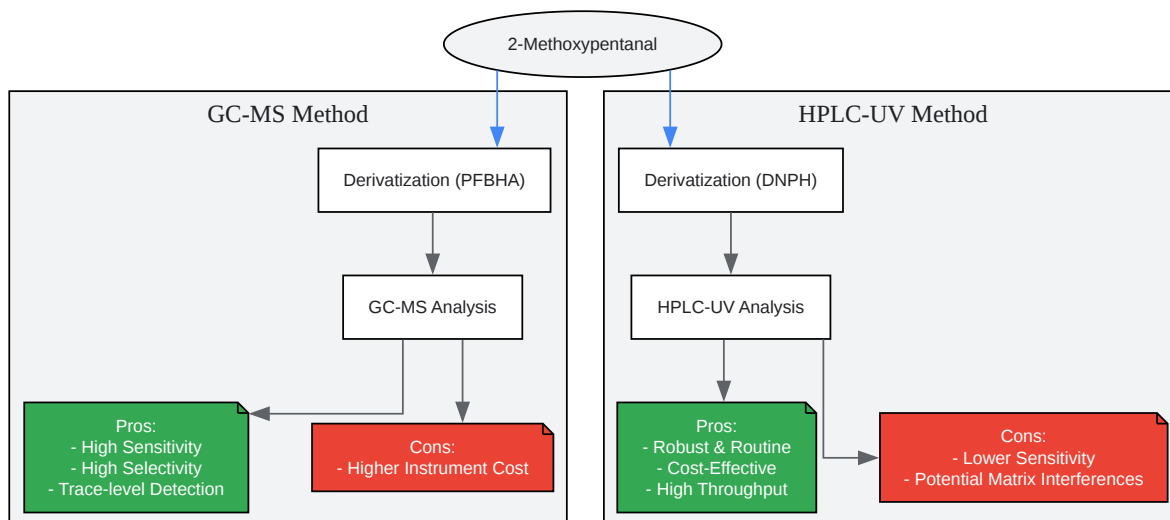 2-Methoxypentanal
GC-MS Method
Derivatization (PFBHA)
GC-MS Analysis
Pros:
- High Sensitivity
- High Selectivity
- Trace-level Detection
Cons:
- Higher Instrument Cost
HPLC-UV Method
Derivatization (DNPH)
HPLC-UV Analysis
Pros:
- Robust & Routine
- Cost-Effective
- High Throughput
Cons:
- Lower Sensitivity
- Potential Matrix Interferences